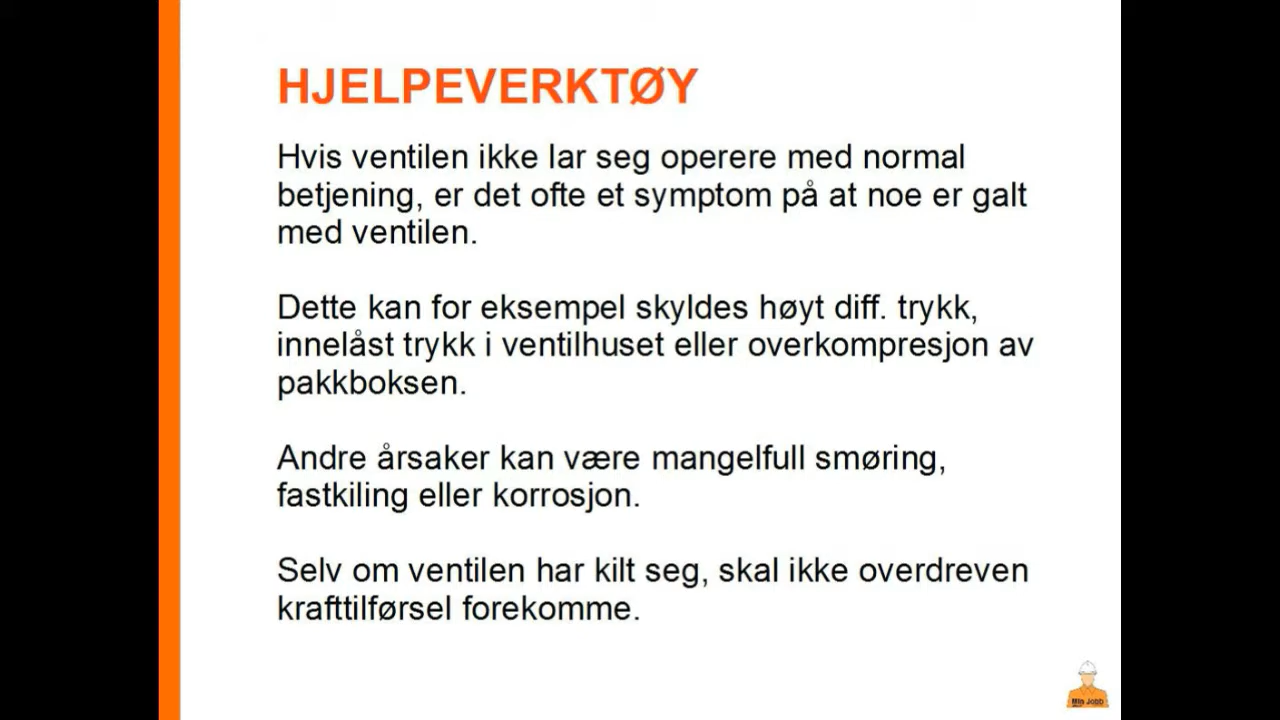 HJELPEVERKTØY
Hvis ventilen ikke lar seg operere med normal
betjening, er det ofte et symptom på at noe er galt
med ventilen.
Dette kan for eksempel skyldes høyt diff. trykk,
innelåst trykk i ventilhuset eller overkompresjon av
pakkboksen.
Andre årsaker kan være mangelfull smøring,
fastkiling eller korrosjon.
Selv om ventilen har kilt seg, skal ikke overdreven
krafttilførsel forekomme.
Min Jobb